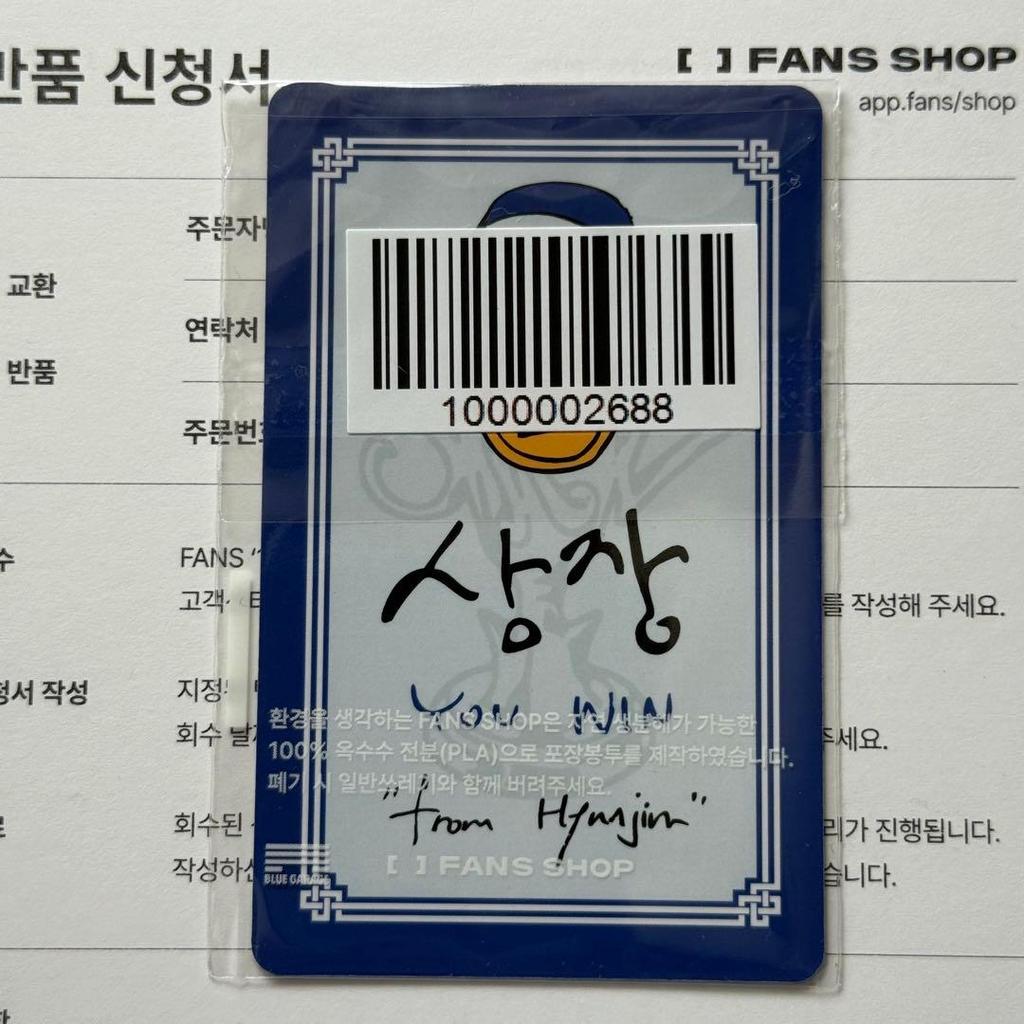 반품 신청서
[ ] FANS SHOP
app.fans/shop
주문자
교환
연락처
반품
주문번호
1000002688
수
FANS
고객
를 작성해 주세요.
상장
청서 작성
지정
YOU WIN
환경을 생각하는 FANS SHOP은 자연 생분해가 가능한
회수 날
주세요.
100% 옥수수 전분(PLA)으로 포장봉투를 제작하였습니다.
폐기 시 일반쓰레기와 함께 버려주세요.
"from Hyunjin"
회수된
리가 진행됩니다.
작성하신
습니다.
BLUE GARAGE
[ ] FANS SHOP